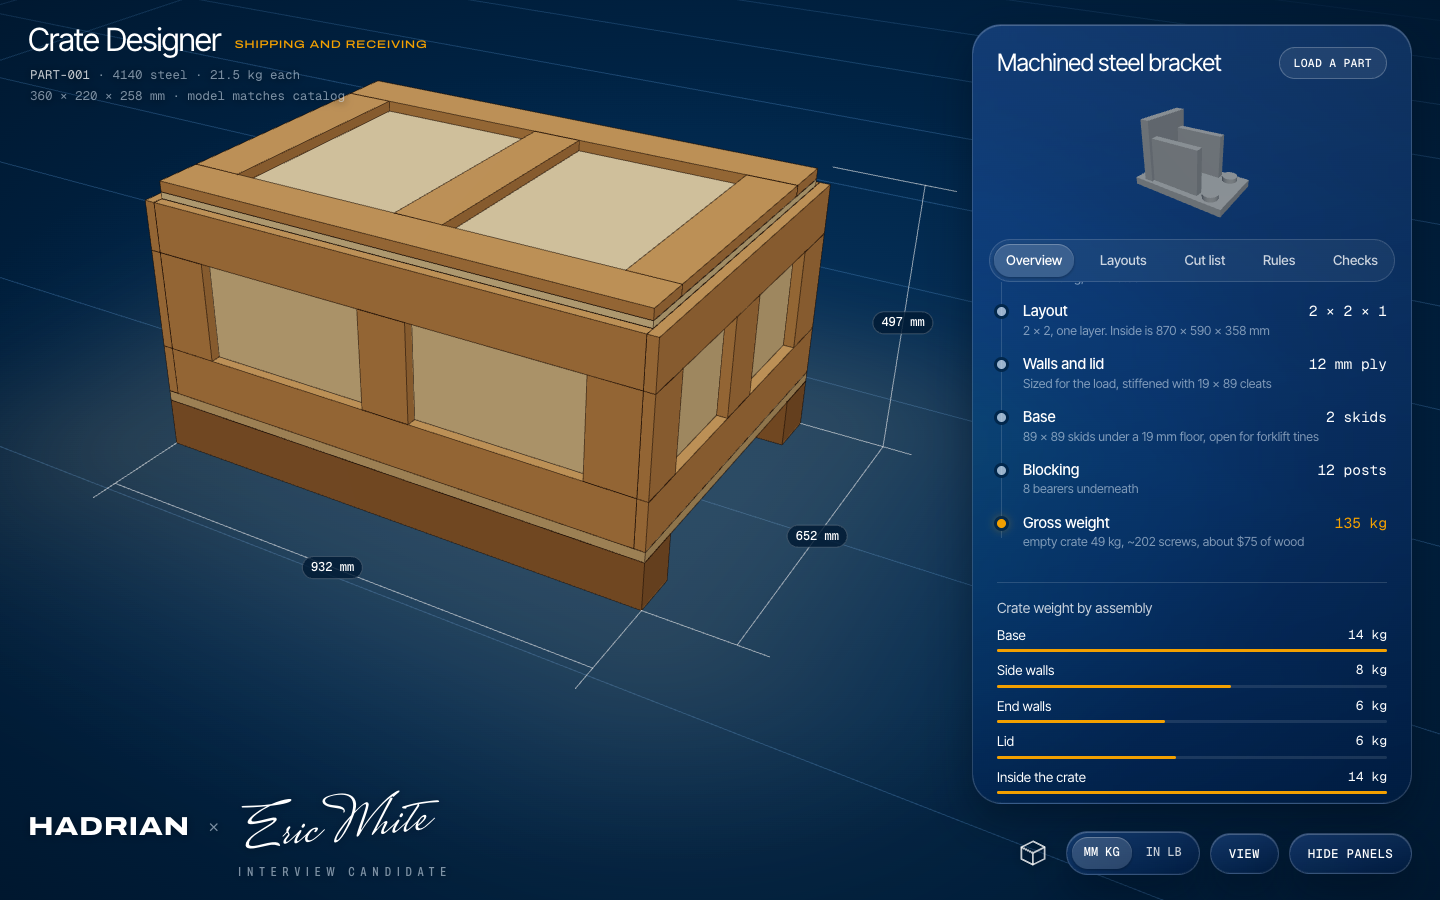 Crate Designer SHIPPING AND RECEIVING
PART-001 · 4140 steel · 21.5 kg each
360 × 220 × 258 mm · model matches catalog
497 mm
652 mm
932 mm
HADRIAN × Eric White
INTERVIEW CANDIDATE
Machined steel bracket
LOAD A PART
Overview Layouts Cut list Rules Checks
Layout 2 × 2 × 1
2 × 2, one layer. Inside is 870 × 590 × 358 mm
Walls and lid 12 mm ply
Sized for the load, stiffened with 19 × 89 cleats
Base 2 skids
89 × 89 skids under a 19 mm floor, open for forklift tines
Blocking 12 posts
8 bearers underneath
Gross weight 135 kg
empty crate 49 kg, ~202 screws, about $75 of wood
Crate weight by assembly
Base 14 kg
Side walls 8 kg
End walls 6 kg
Lid 6 kg
Inside the crate 14 kg
MM KG IN LB VIEW HIDE PANELS